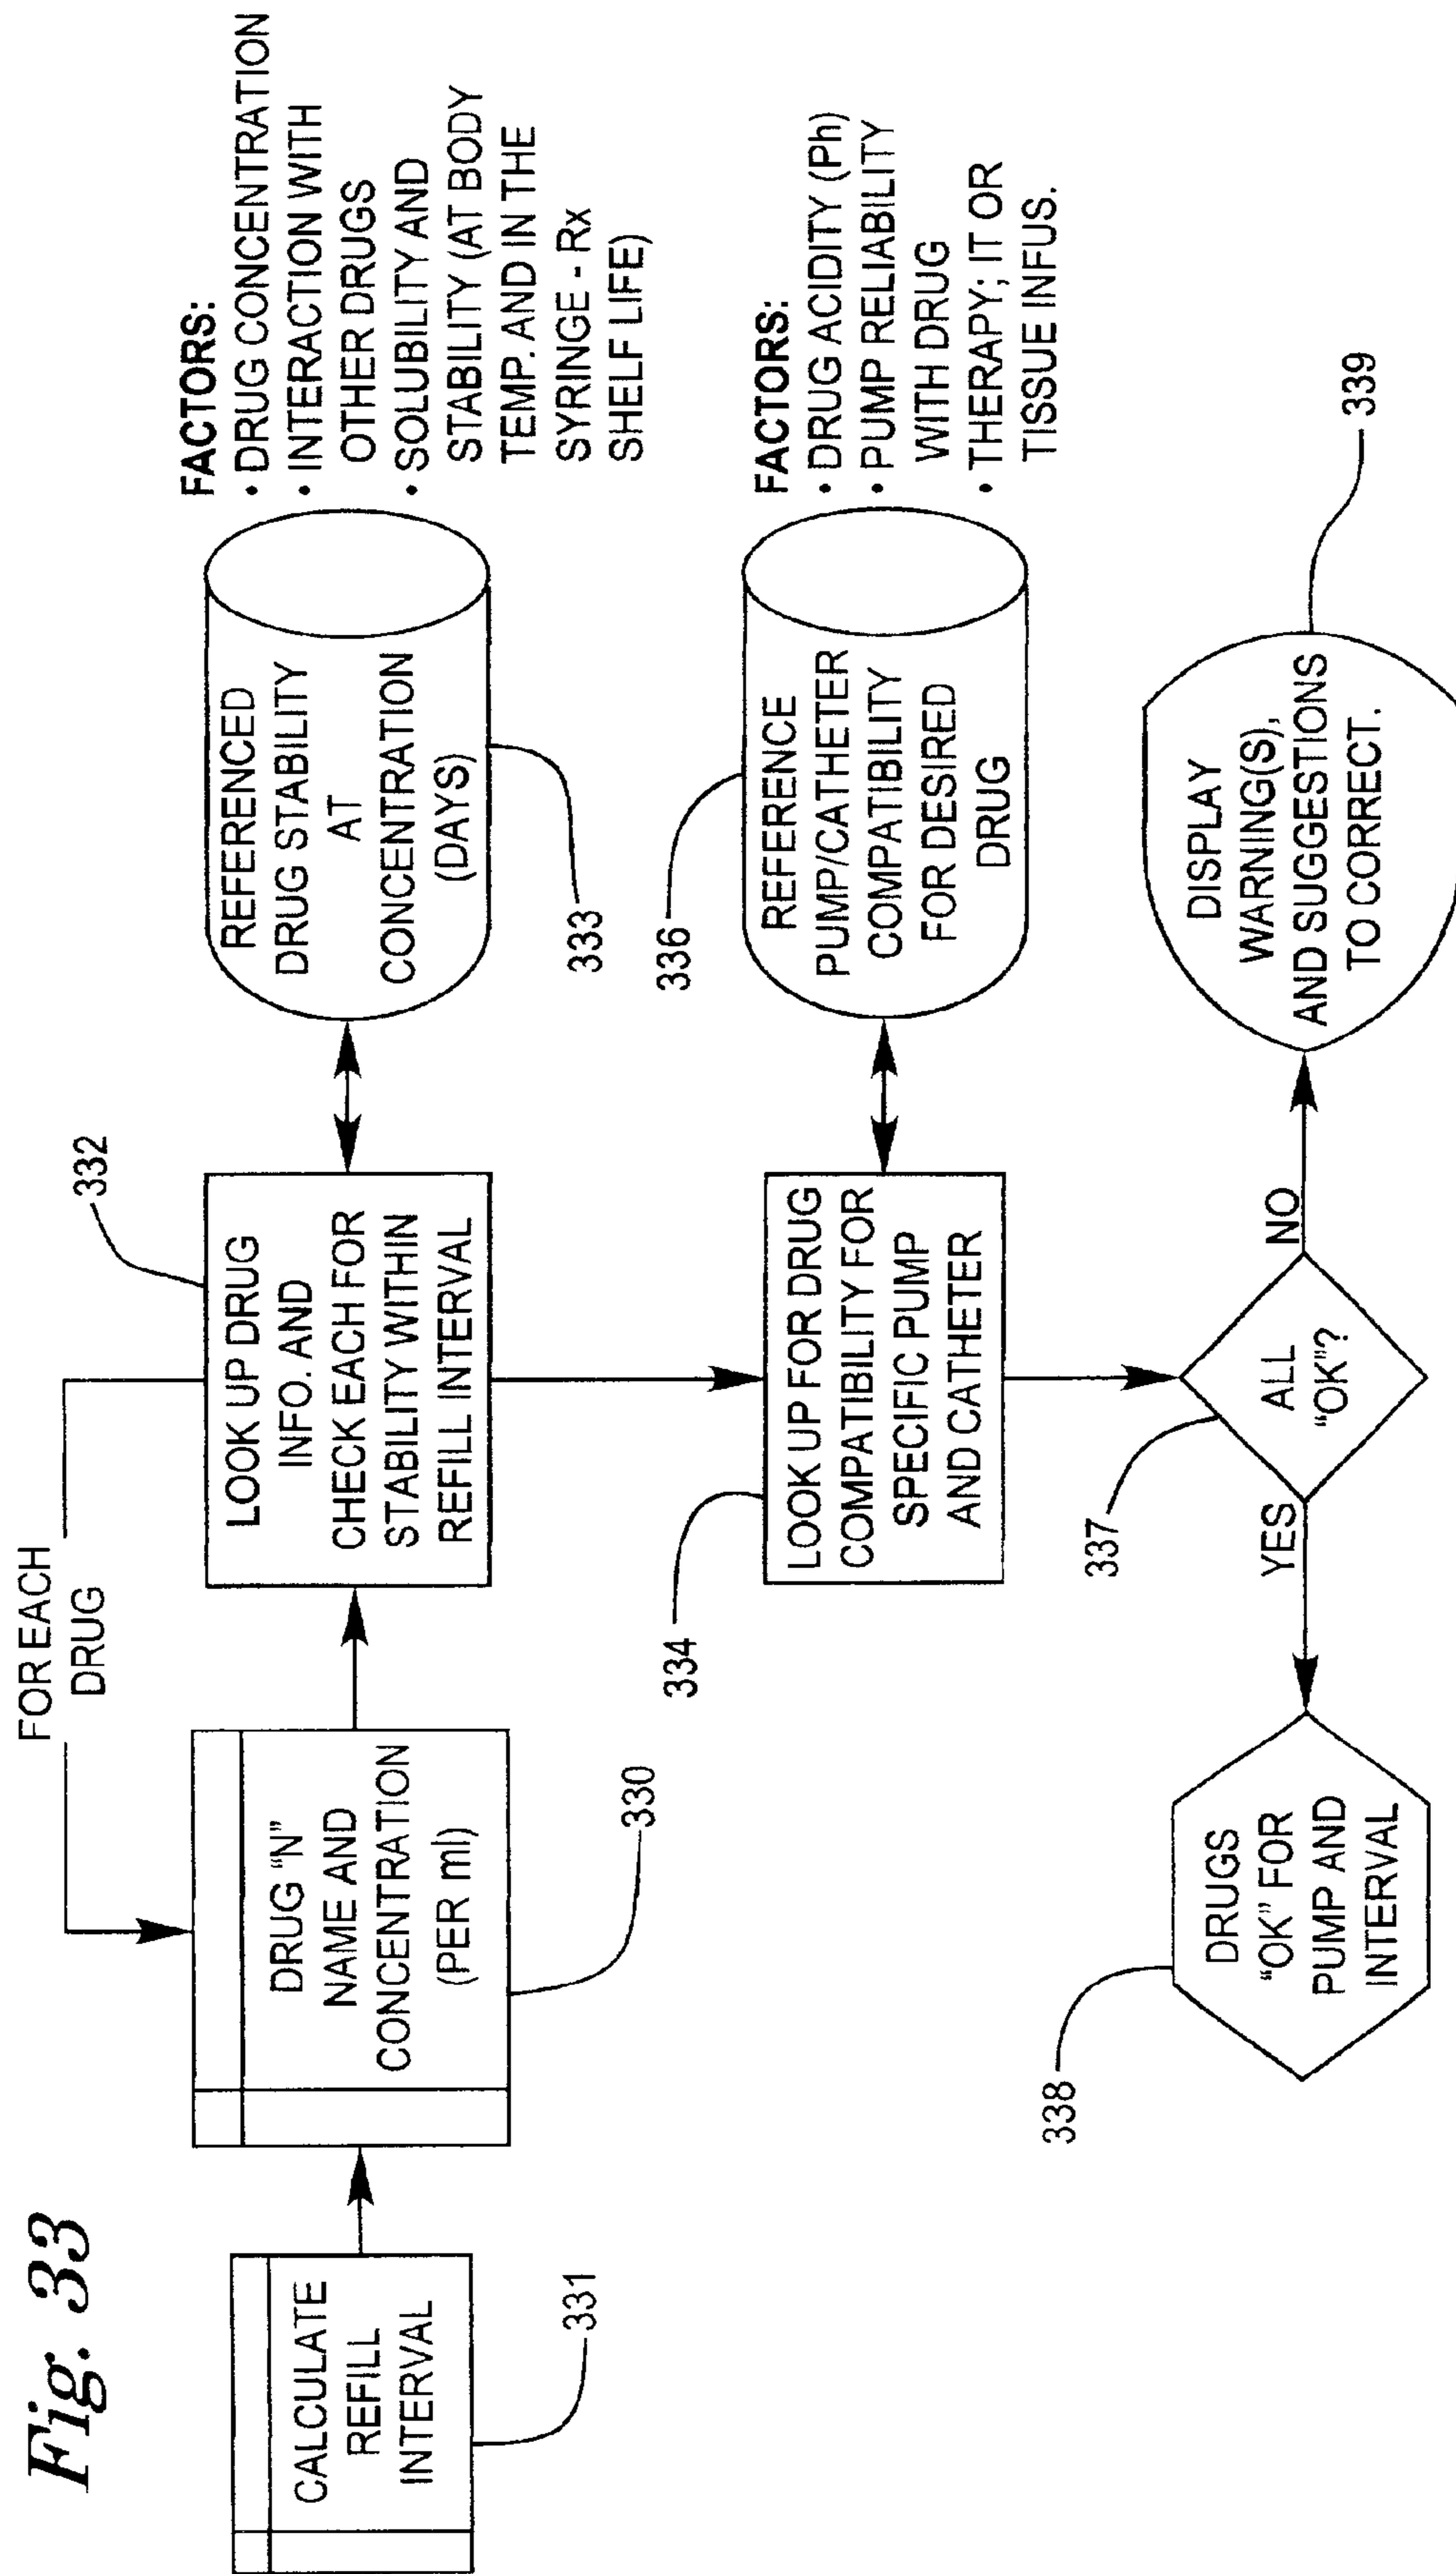 Fig. 33
FOR EACH
DRUG
CALCULATE
REFILL
INTERVAL
331
DRUG “N”
NAME AND
CONCENTRATION
(PER ml)
330
332
LOOK UP DRUG
INFO. AND
CHECK EACH FOR
STABILITY WITHIN
REFILL INTERVAL
REFERENCED
DRUG STABILITY
AT
CONCENTRATION
(DAYS)
333
FACTORS:
• DRUG CONCENTRATION
• INTERACTION WITH
OTHER DRUGS
• SOLUBILITY AND
STABILITY (AT BODY
TEMP. AND IN THE
SYRINGE - Rx
SHELF LIFE)
334
LOOK UP FOR DRUG
COMPATIBILITY FOR
SPECIFIC PUMP
AND CATHETER
336
REFERENCE
PUMP/CATHETER
COMPATIBILITY
FOR DESIRED
DRUG
FACTORS:
• DRUG ACIDITY (Ph)
• PUMP RELIABILITY
WITH DRUG
• THERAPY; IT OR
TISSUE INFUS.
337
ALL
“OK”?
YES
NO
338
DRUGS
“OK” FOR
PUMP AND
INTERVAL
DISPLAY
WARNING(S),
AND SUGGESTIONS
TO CORRECT.
339